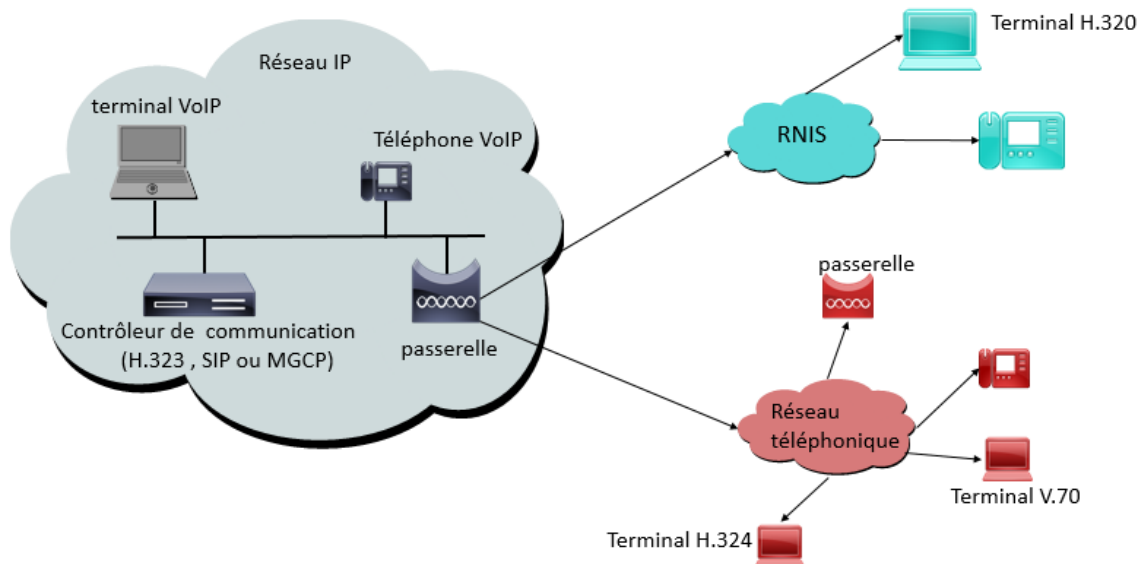 Réseau IP
terminal VoIP
Téléphone VoIP
Contrôleur de communication
(H.323 , SIP ou MGCP)
passerelle
Terminal H.320
RNIS
passerelle
Réseau
téléphonique
Terminal V.70
Terminal H.324